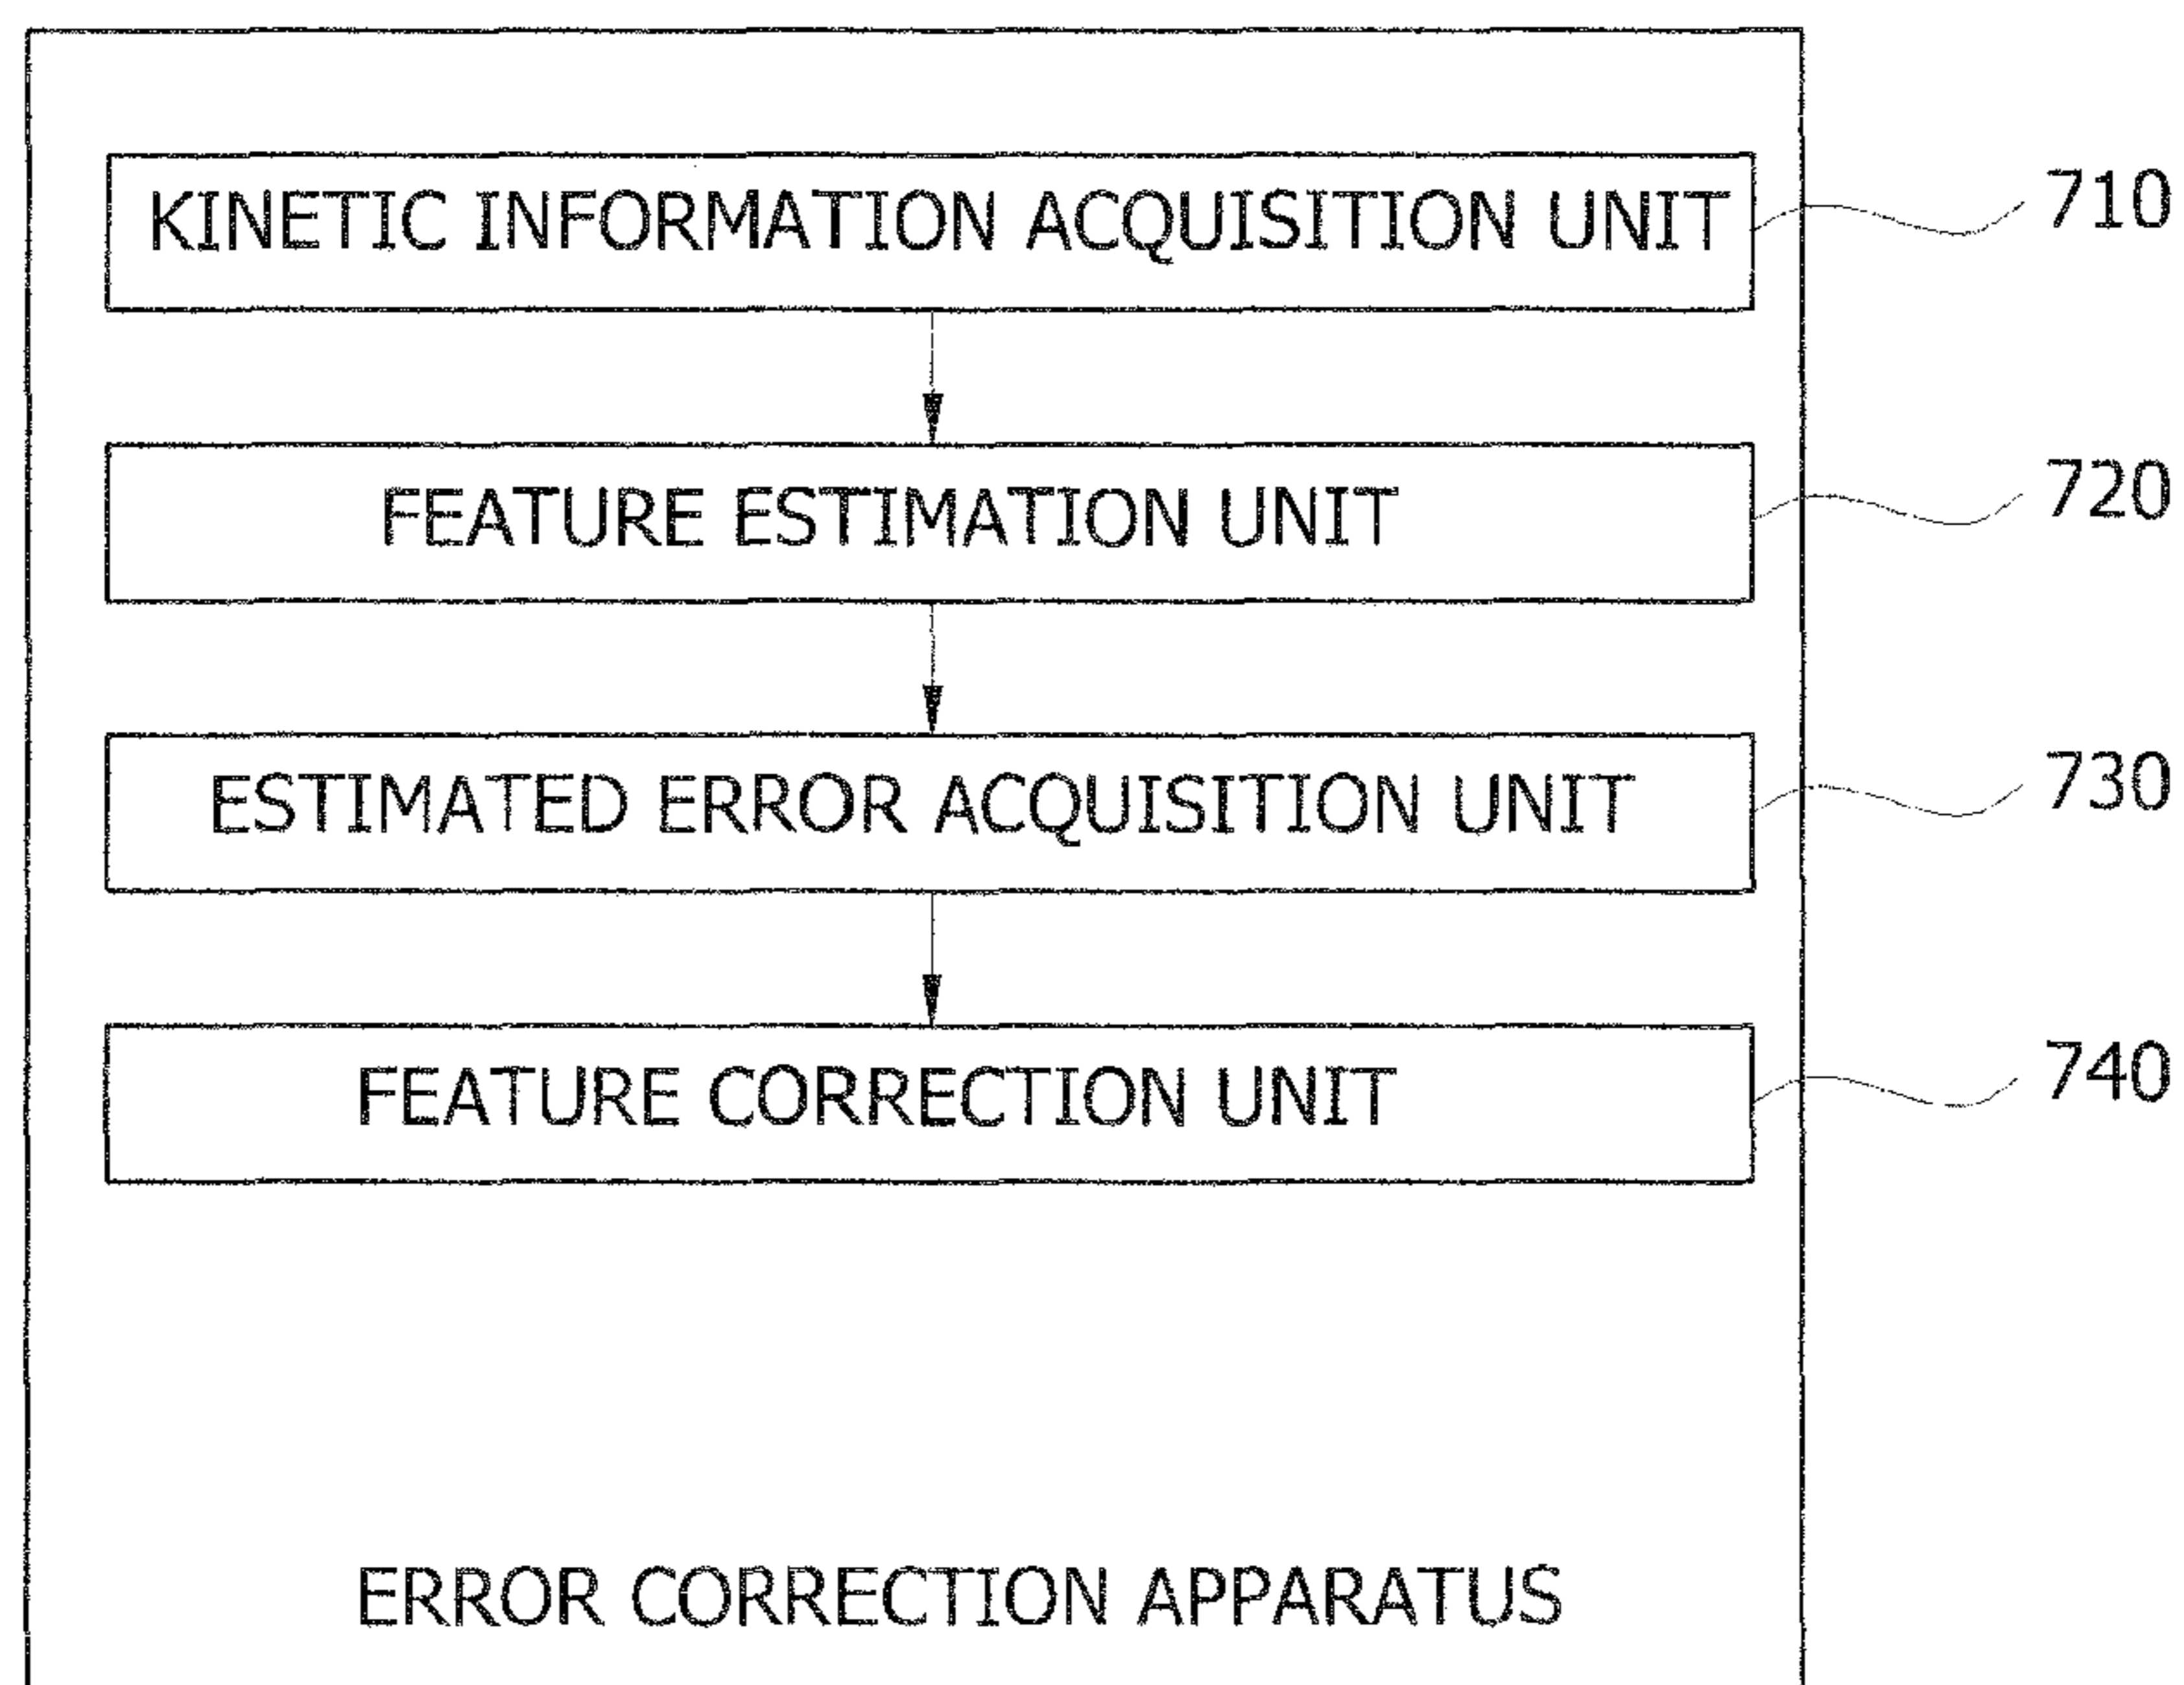 KINETIC INFORMATION ACQUISITION UNIT 710
FEATURE ESTIMATION UNIT 720
ESTIMATED ERROR ACQUISITION UNIT 730
FEATURE CORRECTION UNIT 740
ERROR CORRECTION APPARATUS